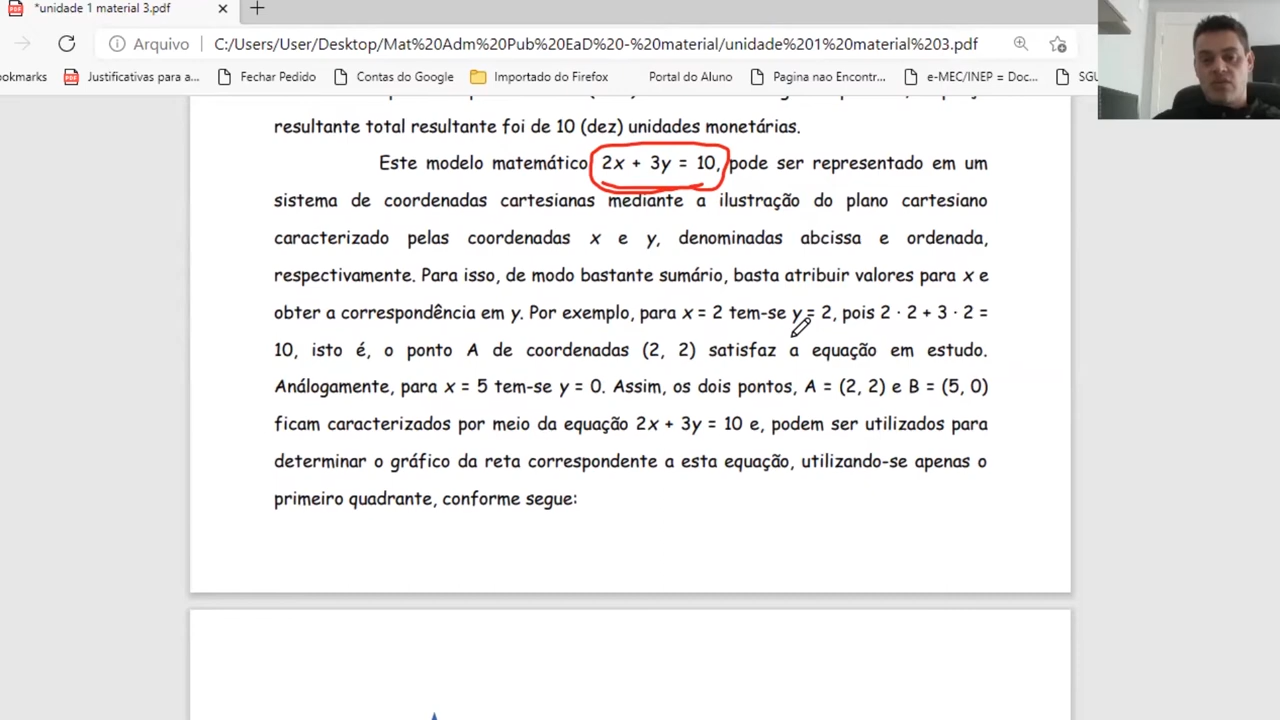 *unidade 1 material 3.pdf
Arquivo C:/Users/User/Desktop/Mat%20Adm%20Pub%20EaD%20-%20material/unidade%201%20material%203.pdf
ookmarks Justificativas para a... Fechar Pedido Contas do Google Importado do Firefox Portal do Aluno Pagina nao Encontr... e-MEC/INEP = Doc... SGU
resultante total resultante foi de 10 (dez) unidades monetárias.
Este modelo matemático 2x + 3y = 10, pode ser representado em um
sistema de coordenadas cartesianas mediante a ilustração do plano cartesiano
caracterizado pelas coordenadas x e y, denominadas abcissa e ordenada,
respectivamente. Para isso, de modo bastante sumário, basta atribuir valores para x e
obter a correspondência em y. Por exemplo, para x = 2 tem-se y = 2, pois 2 · 2 + 3 · 2 =
10, isto é, o ponto A de coordenadas (2, 2) satisfaz a equação em estudo.
Análogamente, para x = 5 tem-se y = 0. Assim, os dois pontos, A = (2, 2) e B = (5, 0)
ficam caracterizados por meio da equação 2x + 3y = 10 e, podem ser utilizados para
determinar o gráfico da reta correspondente a esta equação, utilizando-se apenas o
primeiro quadrante, conforme segue: